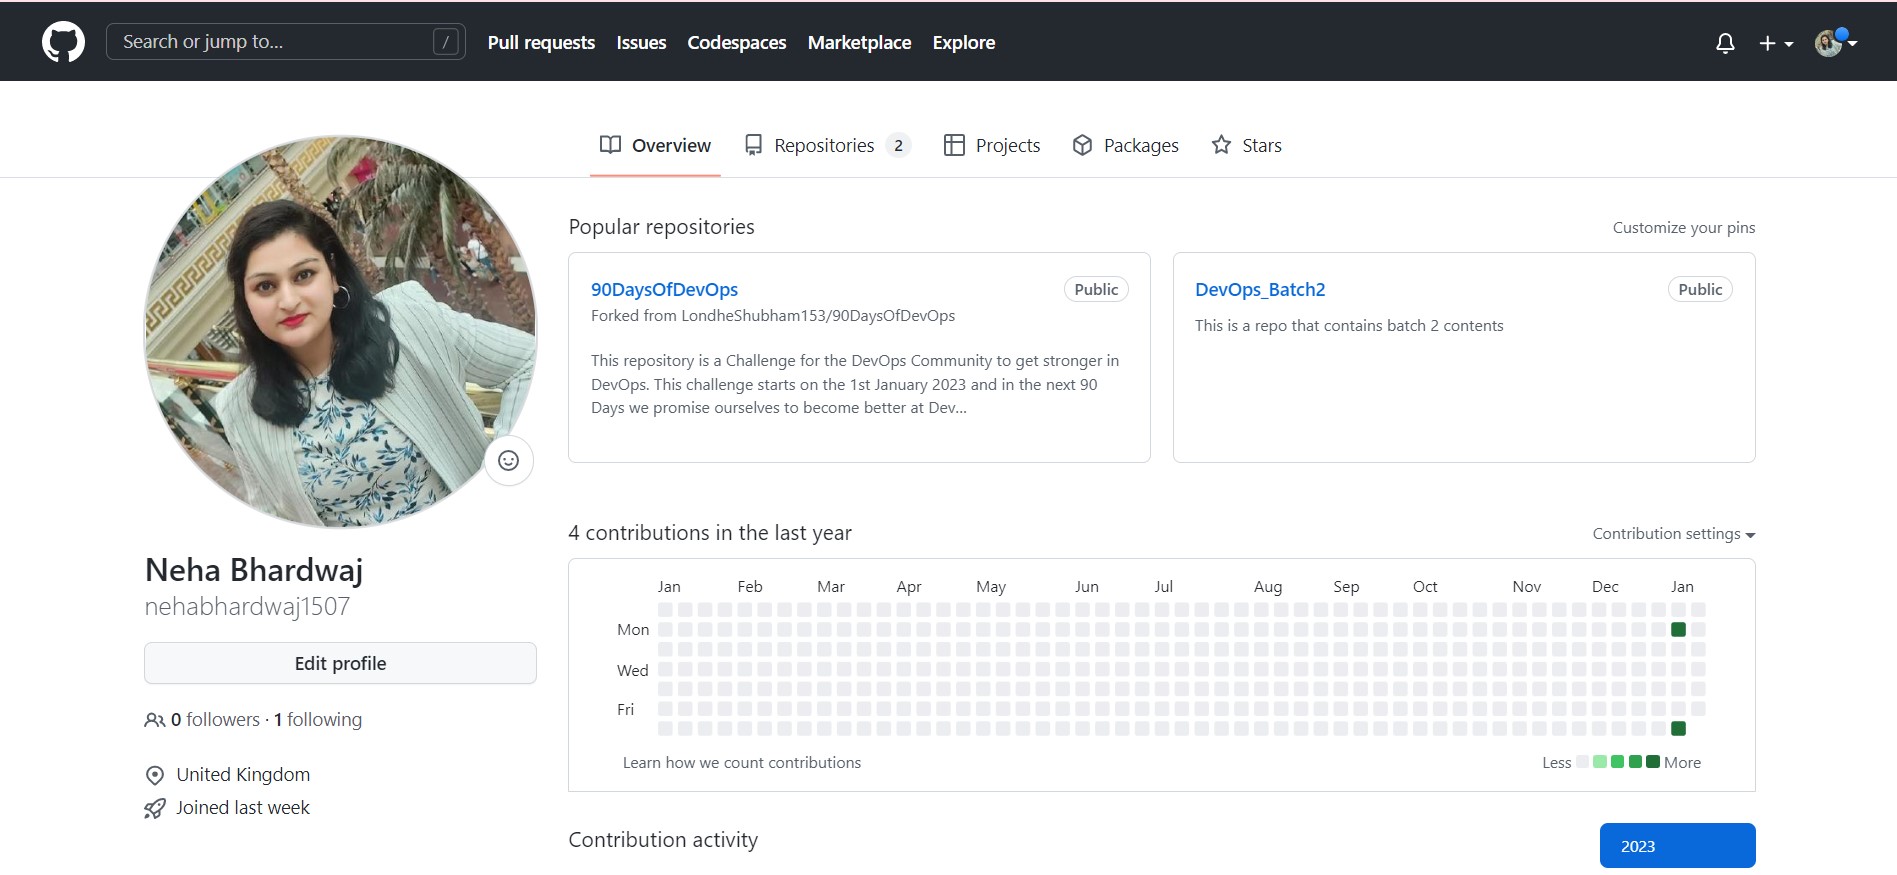 Search or jump to... /
Pull requests Issues Codespaces Marketplace Explore
Overview Repositories 2 Projects Packages Stars
Popular repositories
Customize your pins
90DaysOfDevOps Public
Forked from LondheShubham153/90DaysOfDevOps
This repository is a Challenge for the DevOps Community to get stronger in
DevOps. This challenge starts on the 1st January 2023 and in the next 90
Days we promise ourselves to become better at Dev...
DevOps_Batch2 Public
This is a repo that contains batch 2 contents
Neha Bhardwaj
nehabhardwaj1507
Edit profile
0 followers · 1 following
United Kingdom
Joined last week
4 contributions in the last year
Contribution settings
Jan Feb Mar Apr May Jun Jul Aug Sep Oct Nov Dec Jan
Mon
Wed
Fri
Learn how we count contributions
Less More
Contribution activity
2023